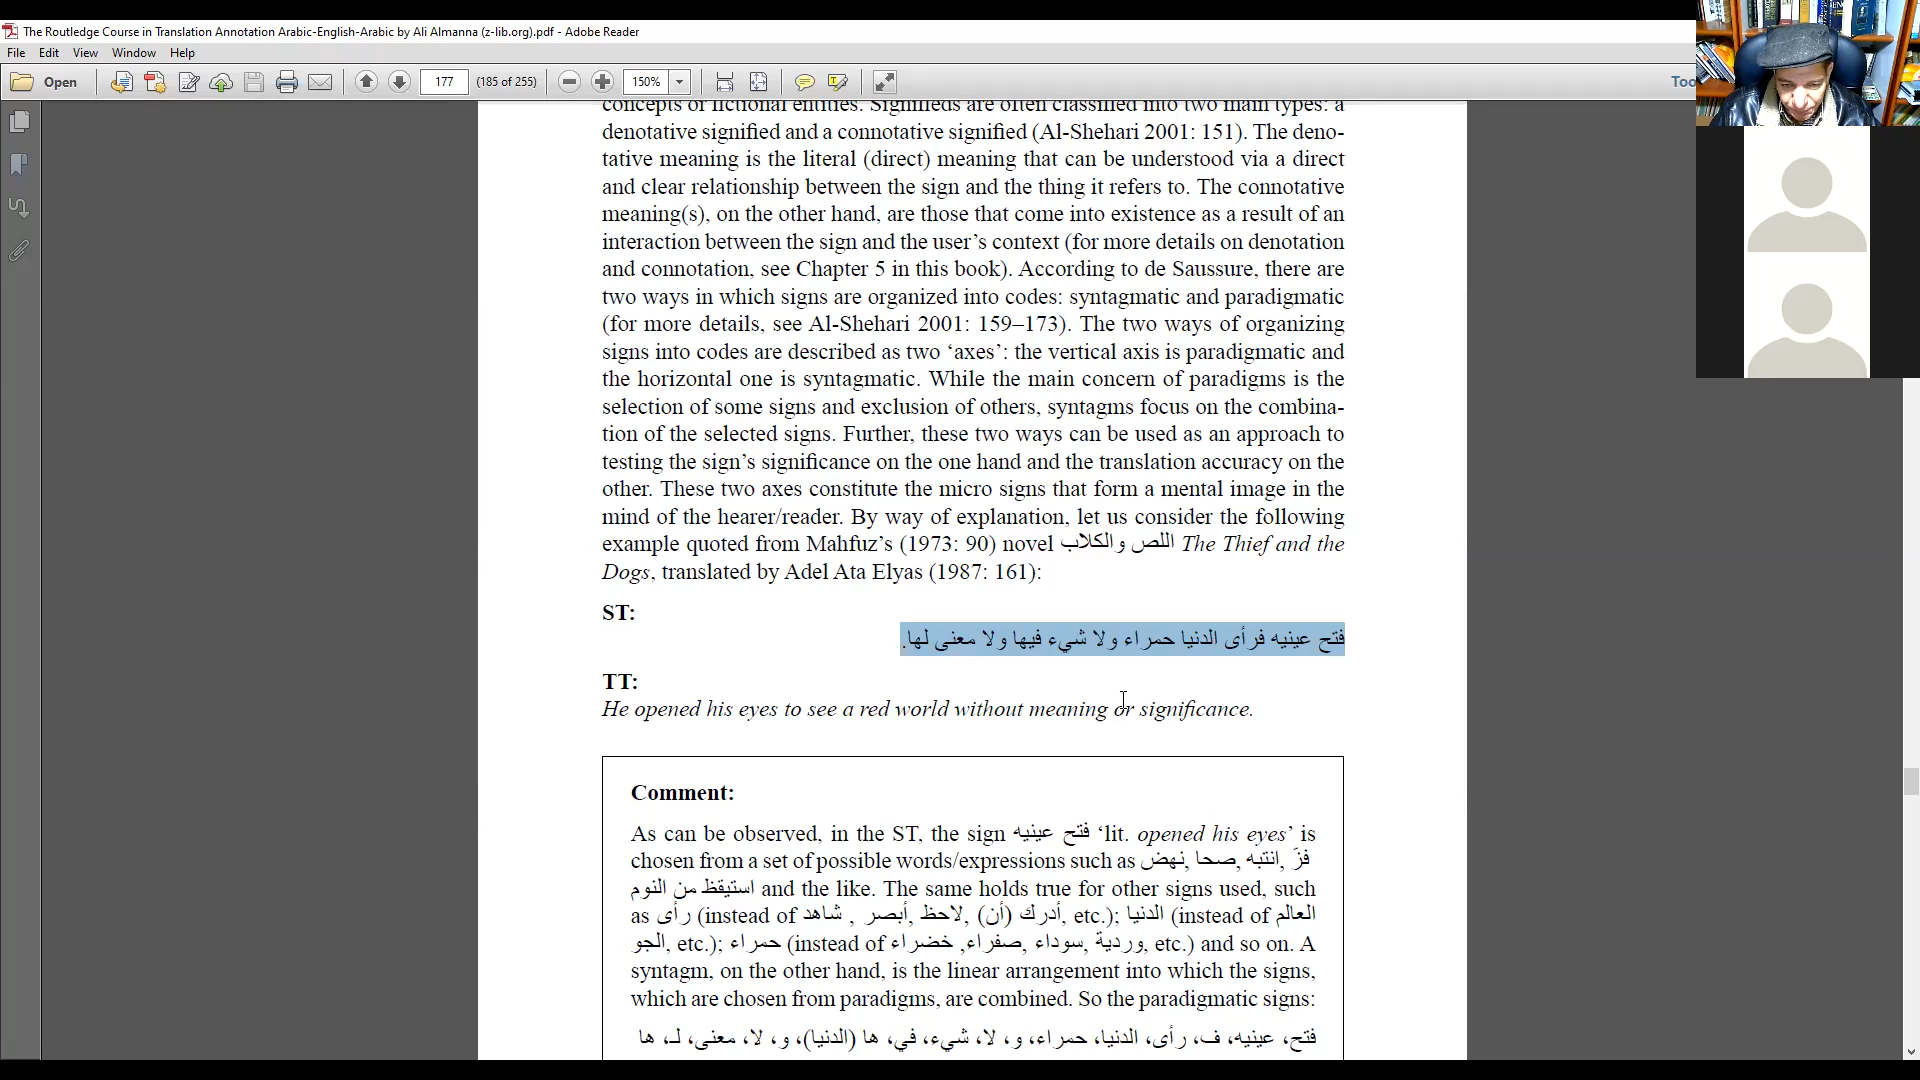 The Routledge Course in Translation Annotation Arabic-English-Arabic by Ali Almanna (z-lib.org).pdf - Adobe Reader
File Edit View Window Help
Open 177 (185 of 255) 150% Too
concepts or fictional entities. Signifieds are often classified into two main types: a
denotative signified and a connotative signified (Al-Shehari 2001: 151). The deno-
tative meaning is the literal (direct) meaning that can be understood via a direct
and clear relationship between the sign and the thing it refers to. The connotative
meaning(s), on the other hand, are those that come into existence as a result of an
interaction between the sign and the user’s context (for more details on denotation
and connotation, see Chapter 5 in this book). According to de Saussure, there are
two ways in which signs are organized into codes: syntagmatic and paradigmatic
(for more details, see Al-Shehari 2001: 159–173). The two ways of organizing
signs into codes are described as two ‘axes’: the vertical axis is paradigmatic and
the horizontal one is syntagmatic. While the main concern of paradigms is the
selection of some signs and exclusion of others, syntagms focus on the combina-
tion of the selected signs. Further, these two ways can be used as an approach to
testing the sign’s significance on the one hand and the translation accuracy on the
other. These two axes constitute the micro signs that form a mental image in the
mind of the hearer/reader. By way of explanation, let us consider the following
example quoted from Mahfuz’s (1973: 90) novel اللص والكلاب The Thief and the
Dogs, translated by Adel Ata Elyas (1987: 161):
ST:
فتح عينيه فرأى الدنيا حمراء ولا شيء فيها ولا معنى لها.
TT:
He opened his eyes to see a red world without meaning or significance.
Comment:
As can be observed, in the ST, the sign فتح عينيه ‘lit. opened his eyes’ is
chosen from a set of possible words/expressions such as فزّ ,انتبه ,صحا ,نهض
استيقظ من النوم and the like. The same holds true for other signs used, such
as رأى (instead of شاهد , أبصر, لاحظ, أدرك (أن), etc.); الدنيا (instead of العالم
الجو, etc.); حمراء (instead of خضراء ,صفراء, سوداء, وردية, etc.) and so on. A
syntagm, on the other hand, is the linear arrangement into which the signs,
which are chosen from paradigms, are combined. So the paradigmatic signs:
فتح، عينيه، ف، رأى، الدنيا، حمراء، و، لا، شيء، في، ها (الدنيا)، و، لا، معنى، لـ، ها